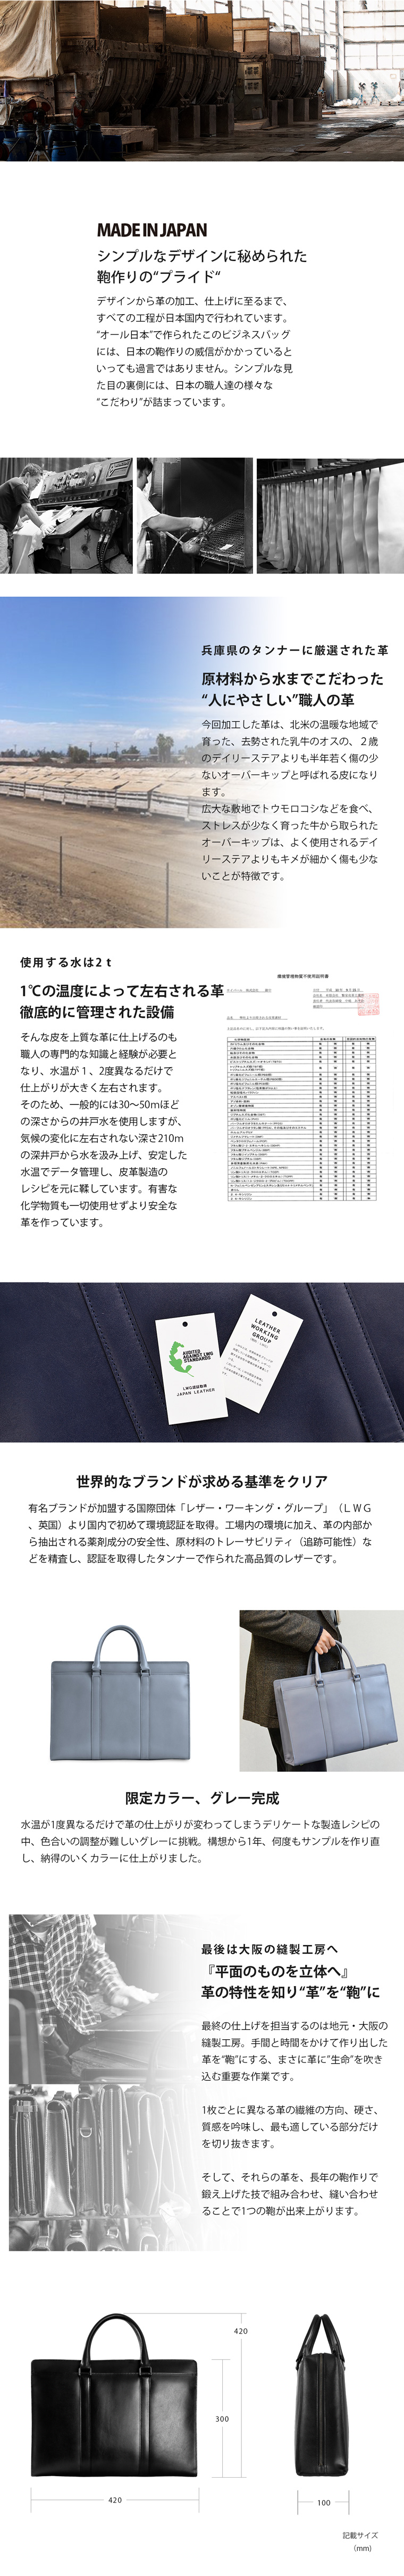 MADE IN JAPAN
シンプルなデザインに秘められた
鞄作りの“プライド“
デザインから革の加工、仕上げに至るまで、
すべての工程が日本国内で行われています。
“オール日本”で作られたこのビジネスバッグ
には、日本の鞄作りの威信がかかっていると
いっても過言ではありません。シンプルな見
た目の裏側には、日本の職人達の様々な
“こだわり”が詰まっています。
兵庫県のタンナーに厳選された革
原材料から水までこだわった
“人にやさしい”職人の革
今回加工した革は、北米の温暖な地域で
育った、去勢された乳牛のオスの、２歳
のデイリーステアよりも半年若く傷の少
ないオーバーキップと呼ばれる皮になり
ます。
広大な敷地でトウモロコシなどを食べ、
ストレスが少なく育った牛から取られた
オーバーキップは、よく使用されるデイ
リーステアよりもキメが細かく傷も少な
いことが特徴です。
使用する水は2ｔ
1℃の温度によって左右される革
徹底的に管理された設備
そんな皮を上質な革に仕上げるのも
職人の専門的な知識と経験が必要と
なり、水温が１、2度異なるだけで
仕上がりが大きく左右されます。
そのため、一般的には30～50mほど
の深さからの井戸水を使用しますが、
気候の変化に左右されない深さ210m
の深井戸から水を汲み上げ、安定した
水温でデータ管理し、皮革製造の
レシピを応募しています。有害な
化学物質も一切使用せずより安全な
革を作っています。
環境管理物質不使用証明書
AUDITED
AGAINST LWG
STANDARDS
LWG認証取得
JAPAN LEATHER
LEATHER
WORKING
GROUP
世界的なブランドが求める基準をクリア
有名ブランドが加盟する国際団体「レザー・ワーキング・グループ」（ＬＷＧ
、英国）より国内で初めて環境認証を取得。工場内の環境に加え、革の内部か
ら抽出される薬剤成分の安全性、原材料のトレーサビリティ（追跡可能性）な
どを精査し、認証を取得したタンナーで作られた高品質のレザーです。
限定カラー、グレー完成
水温が1度異なるだけで革の仕上がりが変わってしまうデリケートな製造レシピの
中、色合いの調整が難しいグレーに挑戦。構想から1年、何度もサンプルを作り直
し、納得のいくカラーに仕上がりました。
最後は大阪の縫製工房へ
『平面のものを立体へ』
革の特性を知り“革”を“鞄”に
最終の仕上げを担当するのは地元・大阪の
縫製工房。手間と時間をかけて作り出した
革を”鞄”にする、まさに革に”生命”を吹き
込む重要な作業です。
1枚ごとに異なる革の繊維の方向、硬さ、
質感を吟味し、最も適している部分だけ
を切り抜きます。
そして、それらの革を、長年の鞄作りで
鍛え上げた技で組み合わせ、縫い合わせ
ることで1つの鞄が出来上がります。
420
300
420
100
記載サイズ
（mm）